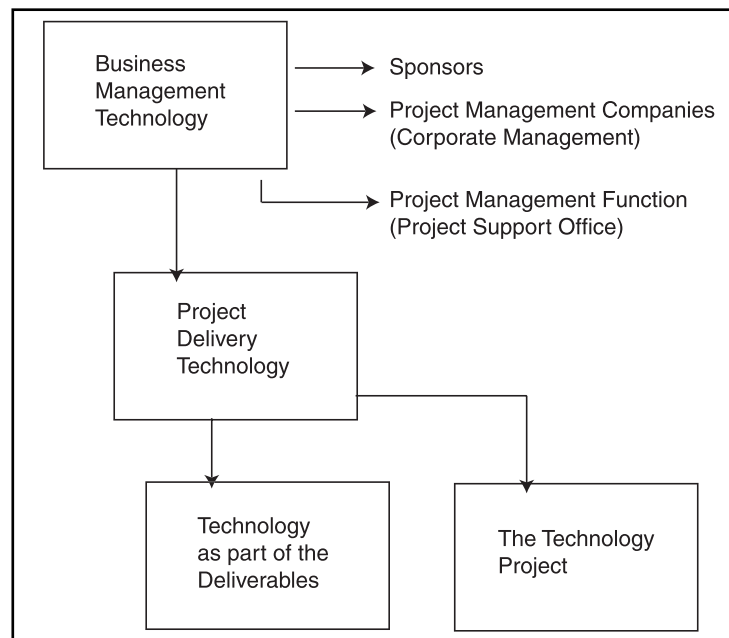 Business
Management
Technology
Sponsors
Project Management Companies
(Corporate Management)
Project Management Function
(Project Support Office)
Project
Delivery
Technology
Technology
as part of the
Deliverables
The Technology
Project